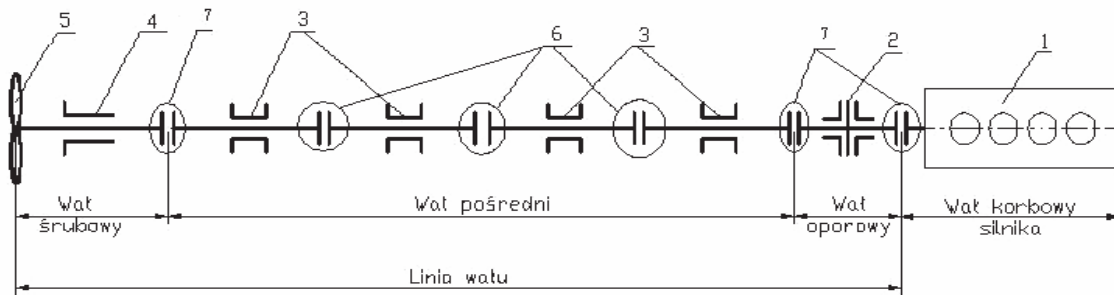 5 4 7 3 6 3 7 2 1
Wał śrubowy
Wał pośredni
Wał oporowy
Wał korbowy silnika
Linia wału